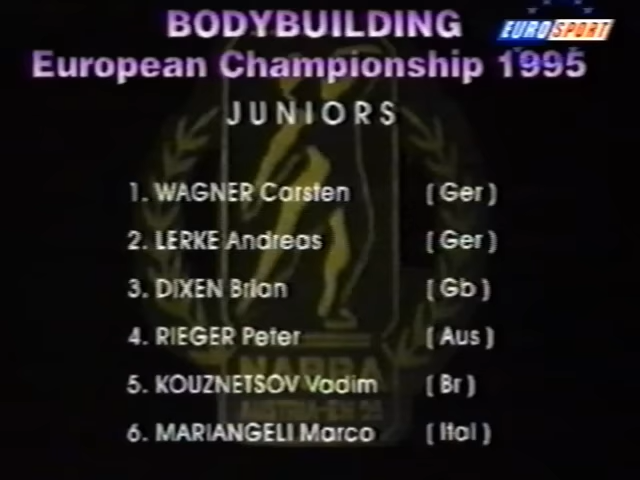 BODYBUILDING
EUROSPORT
European Championship 1995
JUNIORS
1. WAGNER Carsten (Ger)
2. LERKE Andreas (Ger)
3. DIXEN Brian (Gb)
4. RIEGER Peter (Aus)
5. KOUZNETSOV Vadim (Br)
6. MARIANGELI Marco (Ital)
NABBA